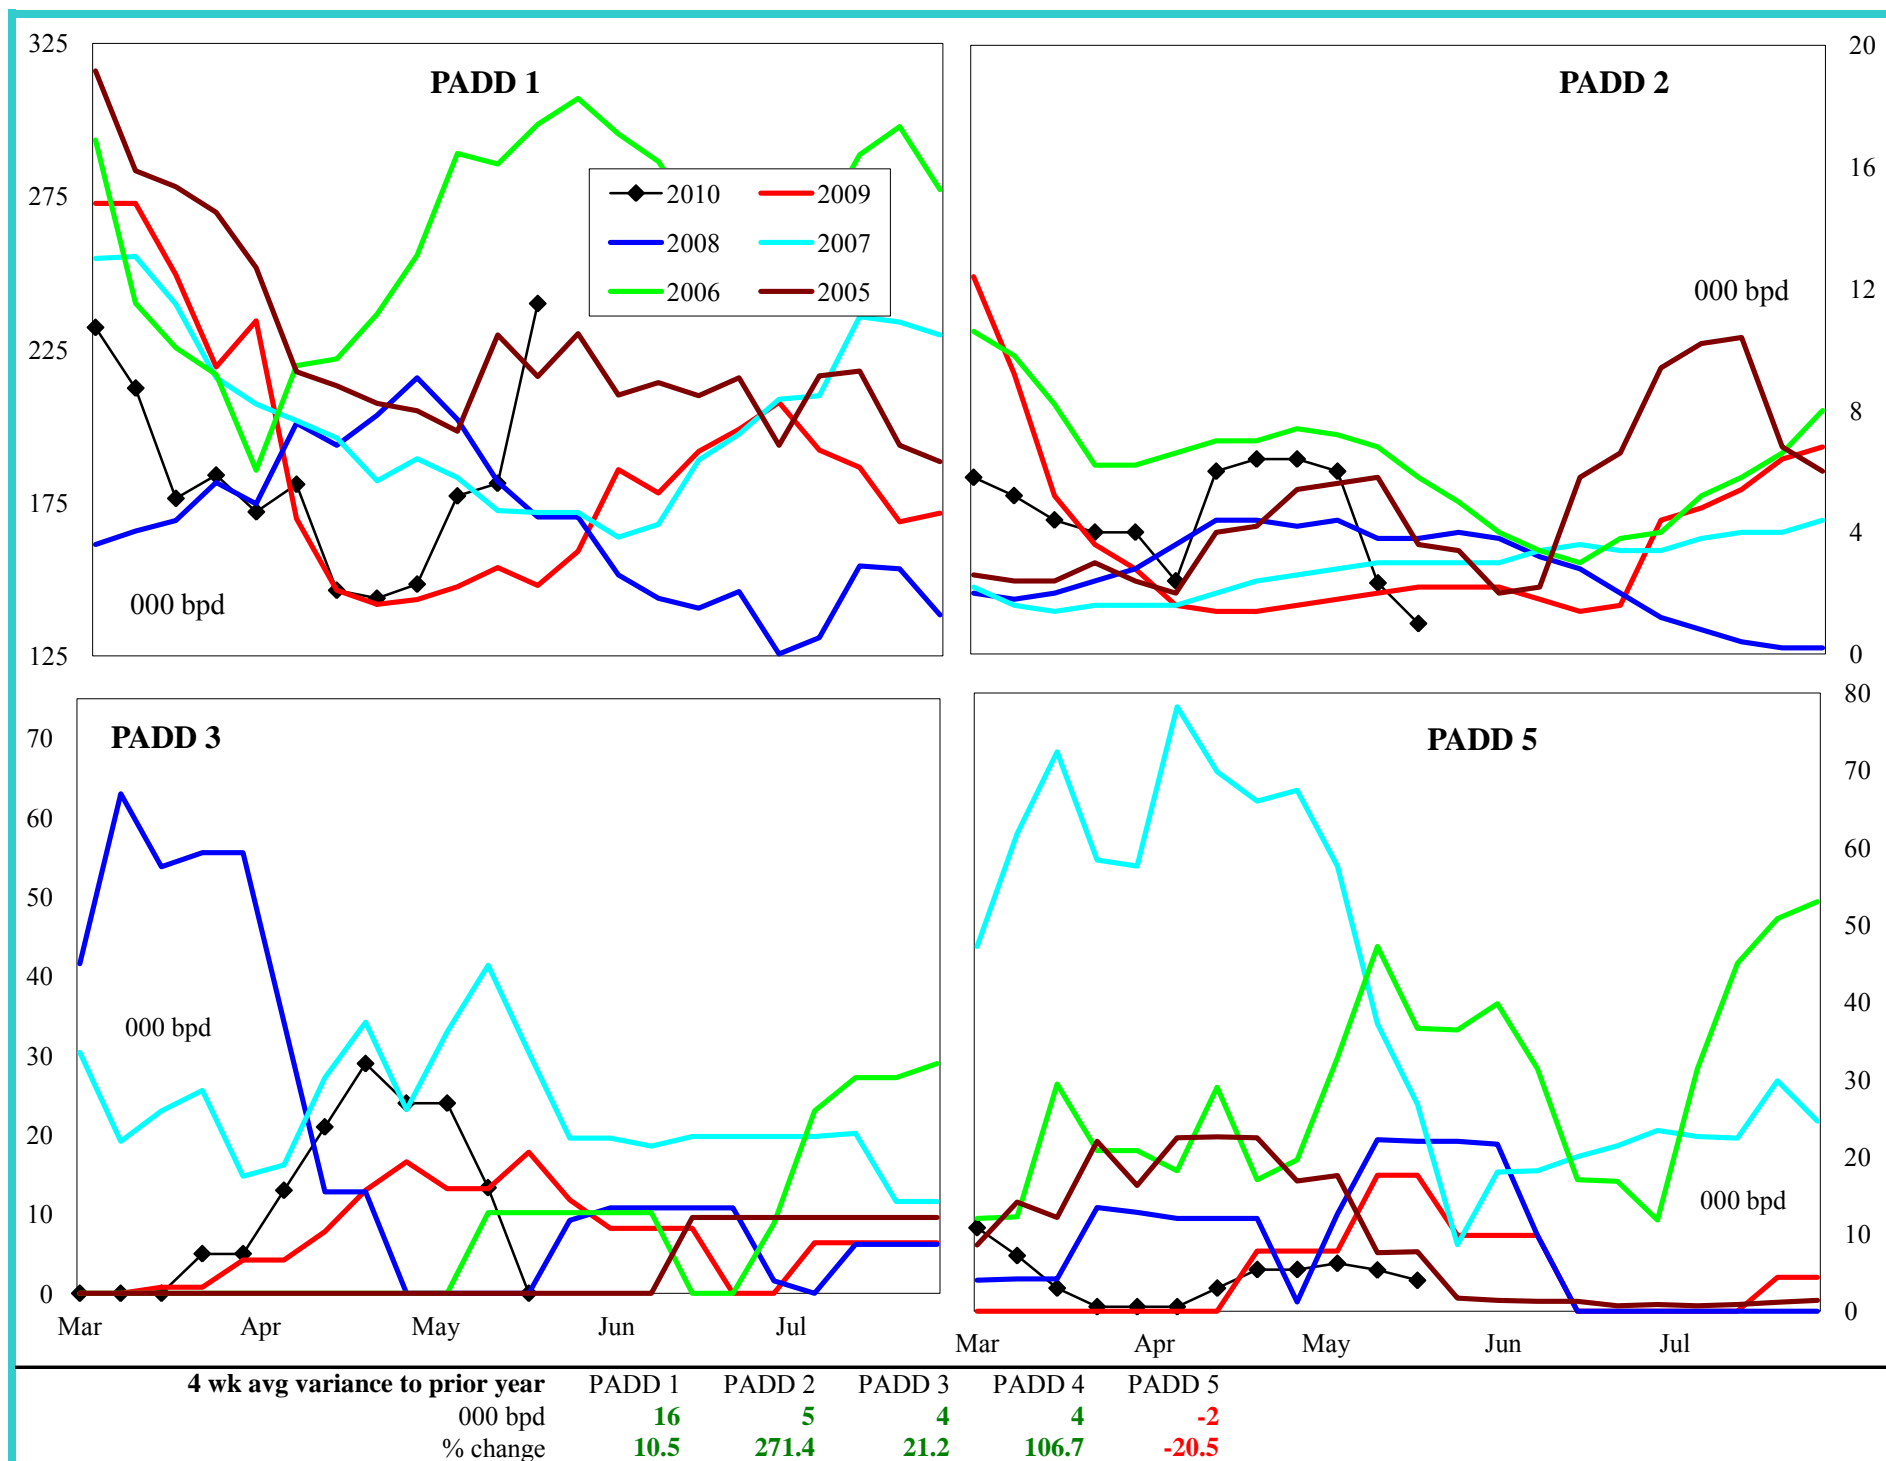 325
275
225
175
125
PADD 1
000 bpd
2010 2009
2008 2007
2006 2005
PADD 2
000 bpd
20
16
12
8
4
0
70
60
50
40
30
20
10
0
PADD 3
000 bpd
Mar Apr May Jun Jul
PADD 5
000 bpd
80
70
60
50
40
30
20
10
0
Mar Apr May Jun Jul
4 wk avg variance to prior year PADD 1 PADD 2 PADD 3 PADD 4 PADD 5
000 bpd 16 5 4 4 -2
% change 10.5 271.4 21.2 106.7 -20.5